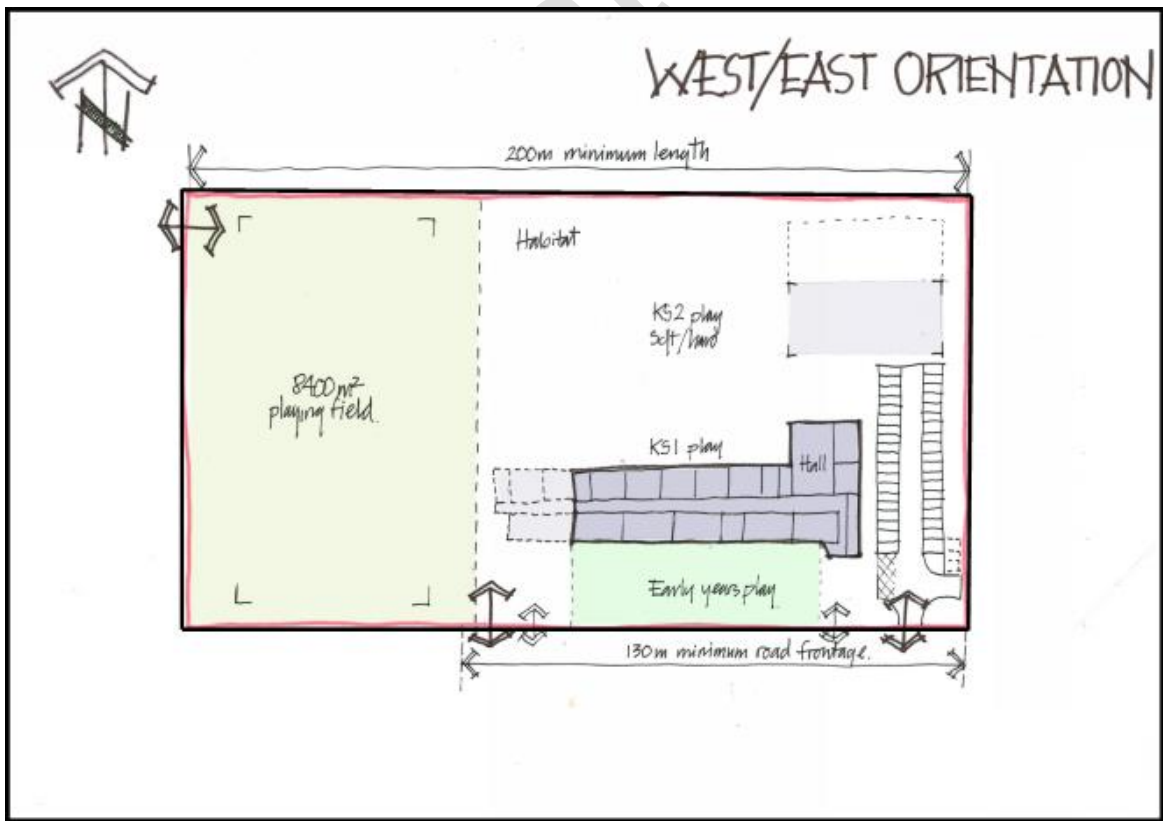 N
WEST/EAST ORIENTATION
200m minimum length
Habitat
KS2 play
soft/hard
8400m²
playing field.
KS1 play
Hall
Early years play
130m minimum road frontage.